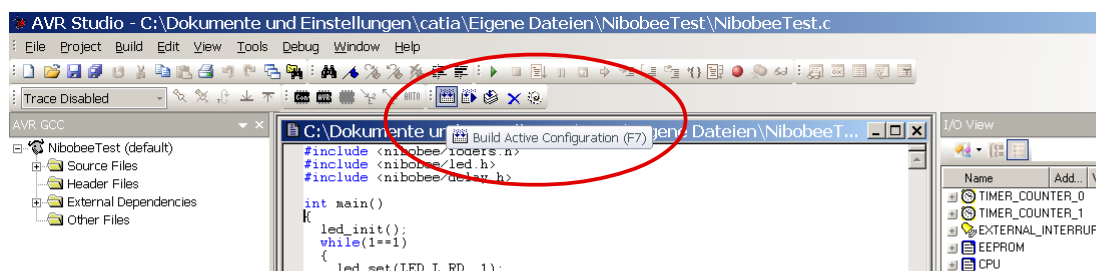 AVR Studio - C:\Dokumente und Einstellungen\catia\Eigene Dateien\NibobeeTest\NibobeeTest.c
File Project Build Edit View Tools Debug Window Help
Trace Disabled
Con AVR AUTO
AVR GCC
C:\Dokumente un gene Dateien\NibobeeT...
I/O View
Build Active Configuration (F7)
NibobeeTest (default)
Source Files
Header Files
External Dependencies
Other Files
#include <nibobee/iodefs.h>
#include <nibobee/led.h>
#include <nibobee/delay.h>
int main()
{
led_init();
while(1==1)
{
led_set(LED_L_RD, 1);
Name Add...
TIMER_COUNTER_0
TIMER_COUNTER_1
EXTERNAL_INTERRUP
EEPROM
CPU